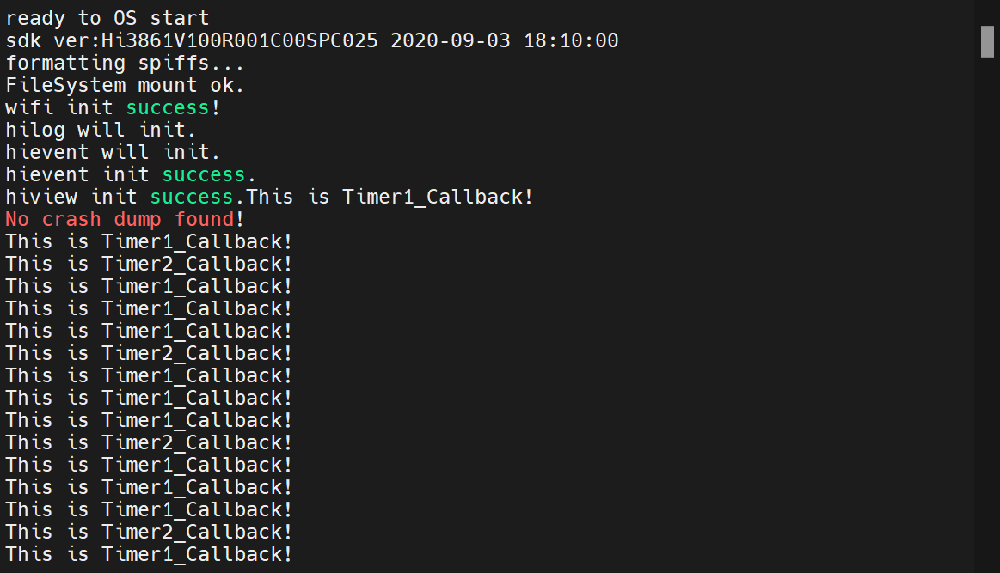 ready to OS start
sdk ver:Hi3861V100R001C00SPC025 2020-09-03 18:10:00
formatting spiffs...
FileSystem mount ok.
wifi init success!
hilog will init.
hievent will init.
hievent init success.
hiview init success.This is Timer1_Callback!
No crash dump found!
This is Timer1_Callback!
This is Timer2_Callback!
This is Timer1_Callback!
This is Timer1_Callback!
This is Timer1_Callback!
This is Timer2_Callback!
This is Timer1_Callback!
This is Timer1_Callback!
This is Timer1_Callback!
This is Timer2_Callback!
This is Timer1_Callback!
This is Timer1_Callback!
This is Timer1_Callback!
This is Timer2_Callback!
This is Timer1_Callback!